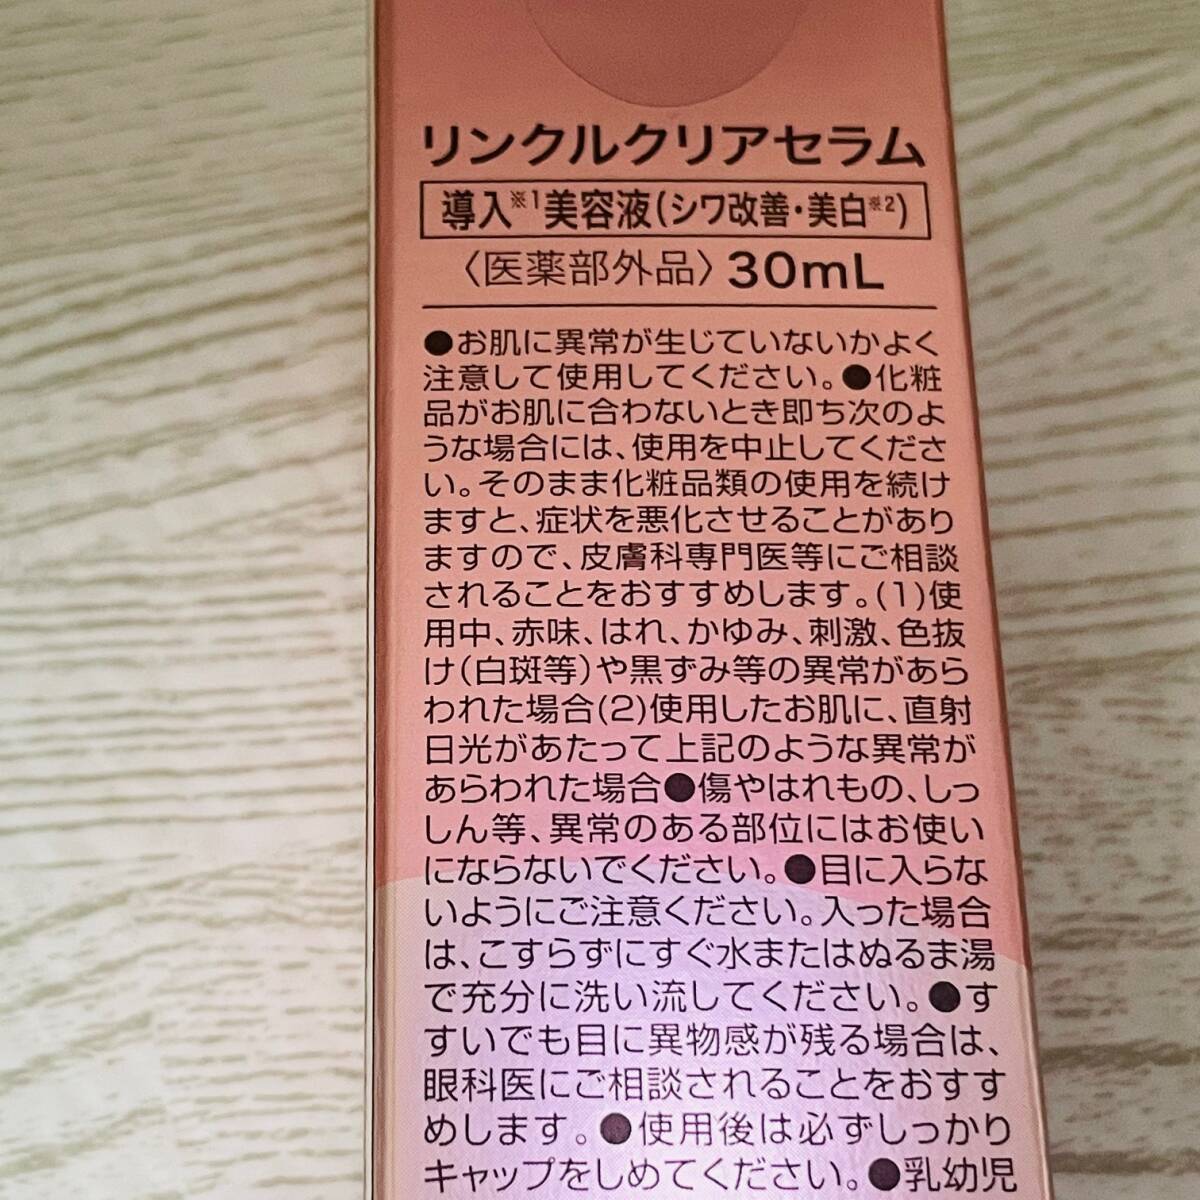 リンクルクリアセラム
導入※1美容液(シワ改善・美白※2)
〈医薬部外品〉30mL
●お肌に異常が生じていないかよく
注意して使用してください。●化粧
品がお肌に合わないとき即ち次のよ
うな場合には、使用を中止してくださ
い。そのまま化粧品類の使用を続け
ますと、症状を悪化させることがあり
ますので、皮膚科専門医等にご相談
されることをおすすめします。(1)使
用中、赤味、はれ、かゆみ、刺激、色抜
け(白斑等)や黒ずみ等の異常があら
われた場合(2)使用したお肌に、直射
日光があたって上記のような異常が
あらわれた場合●傷やはれもの、しっ
しん等、異常のある部位にはお使い
にならないでください。●目に入らな
いようにご注意ください。入った場合
は、こすらずにすぐ水またはぬるま湯
で充分に洗い流してください。●す
すいでも目に異物感が残る場合は、
眼科医にご相談されることをおすす
めします。●使用後は必ずしっかり
キャップをしめてください。●乳幼児